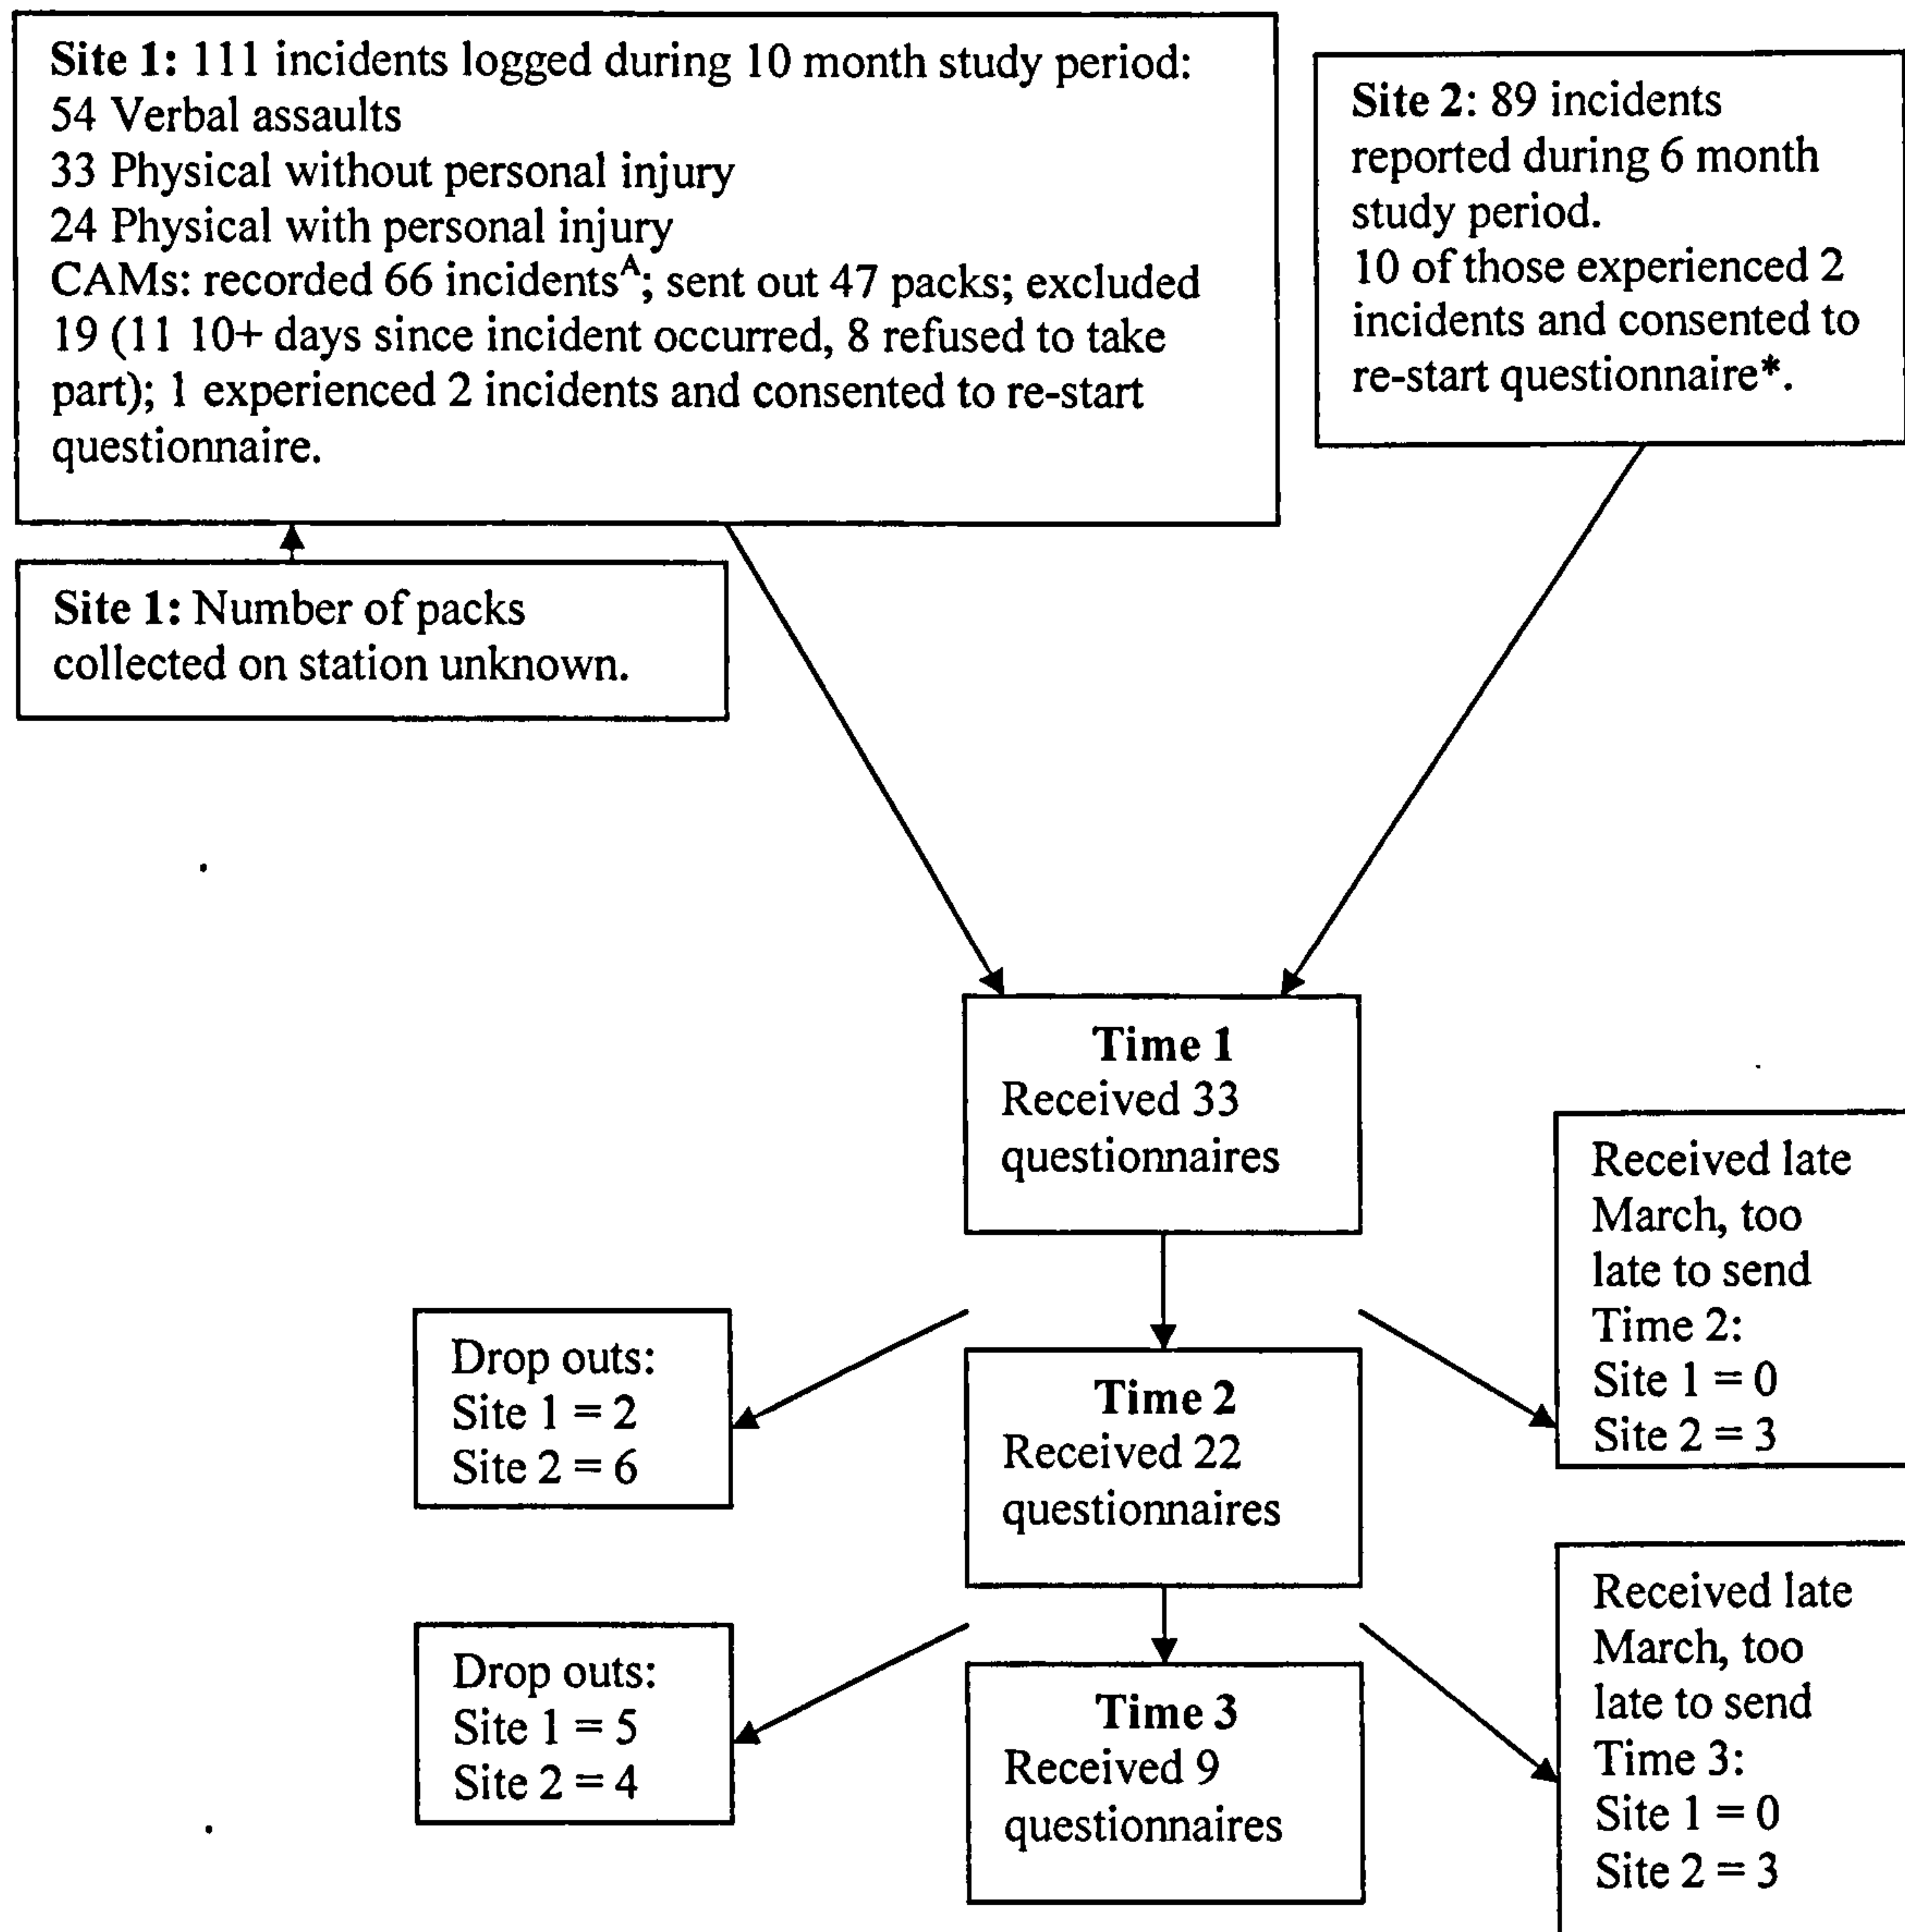 Site 1: 111 incidents logged during 10 month study period:
54 Verbal assaults
33 Physical without personal injury
24 Physical with personal injury
CAMs: recorded 66 incidentsᴬ; sent out 47 packs; excluded
19 (11 10+ days since incident occurred, 8 refused to take
part); 1 experienced 2 incidents and consented to re-start
questionnaire.
Site 2: 89 incidents
reported during 6 month
study period.
10 of those experienced 2
incidents and consented to
re-start questionnaire*.
Site 1: Number of packs
collected on station unknown.
Time 1
Received 33
questionnaires
Drop outs:
Site 1 = 2
Site 2 = 6
Received late
March, too
late to send
Time 2:
Site 1 = 0
Site 2 = 3
Time 2
Received 22
questionnaires
Drop outs:
Site 1 = 5
Site 2 = 4
Received late
March, too
late to send
Time 3:
Site 1 = 0
Site 2 = 3
Time 3
Received 9
questionnaires